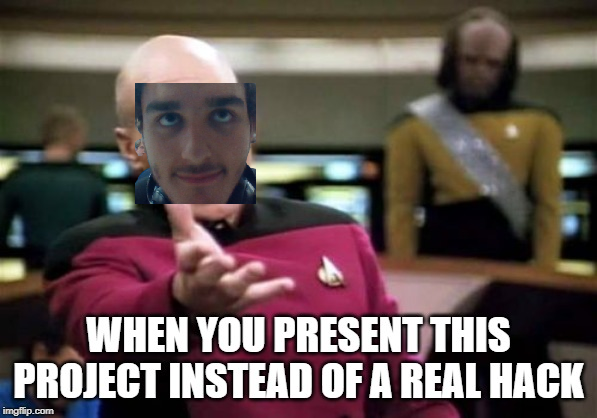 WHEN YOU PRESENT THIS
PROJECT INSTEAD OF A REAL HACK
imgflip.com